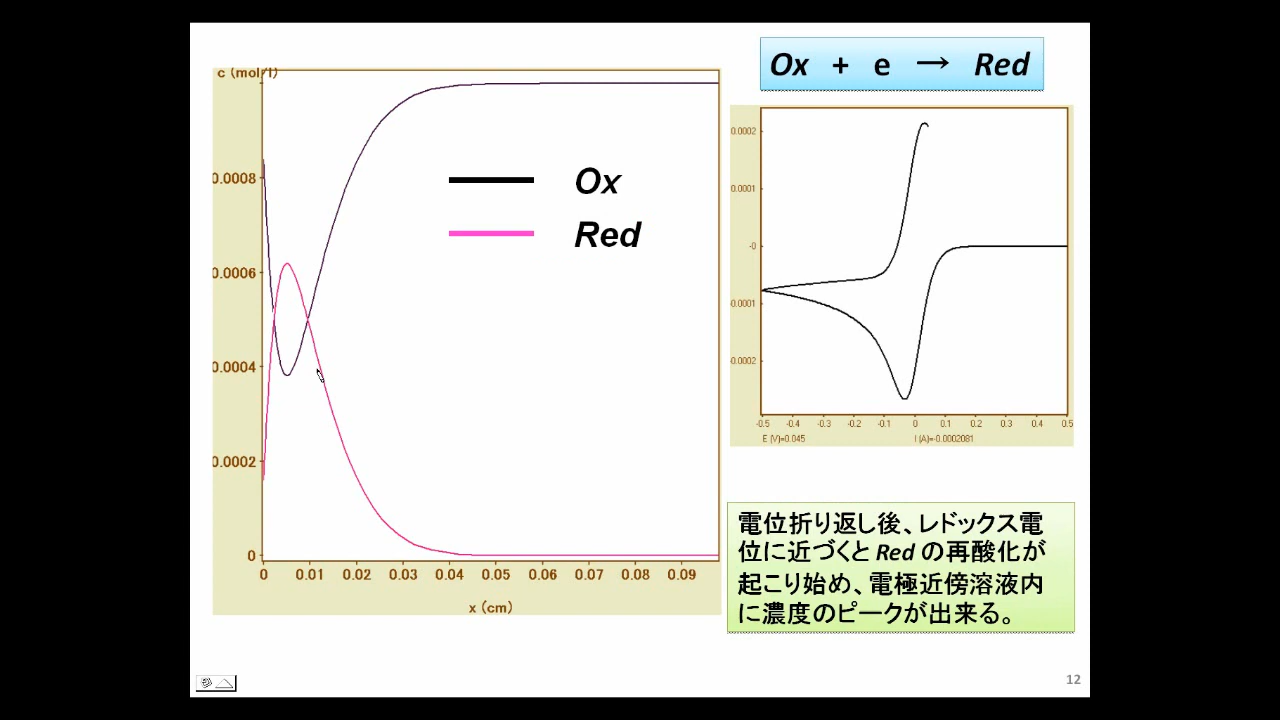 Ox + e → Red
c (mol/l)
0.0008
0.0006
0.0004
0.0002
0
0 0.01 0.02 0.03 0.04 0.05 0.06 0.07 0.08 0.09
x (cm)
Ox
Red
0.0002
0.0001
-0
0.0001
0.0002
-0.5 -0.4 -0.3 -0.2 -0.1 0 0.1 0.2 0.3 0.4 0.5
E (V)=0.045 I (A)=-0.0002081
電位折り返し後、レドックス電
位に近づくと Red の再酸化が
起こり始め、電極近傍溶液内
に濃度のピークが出来る。
12